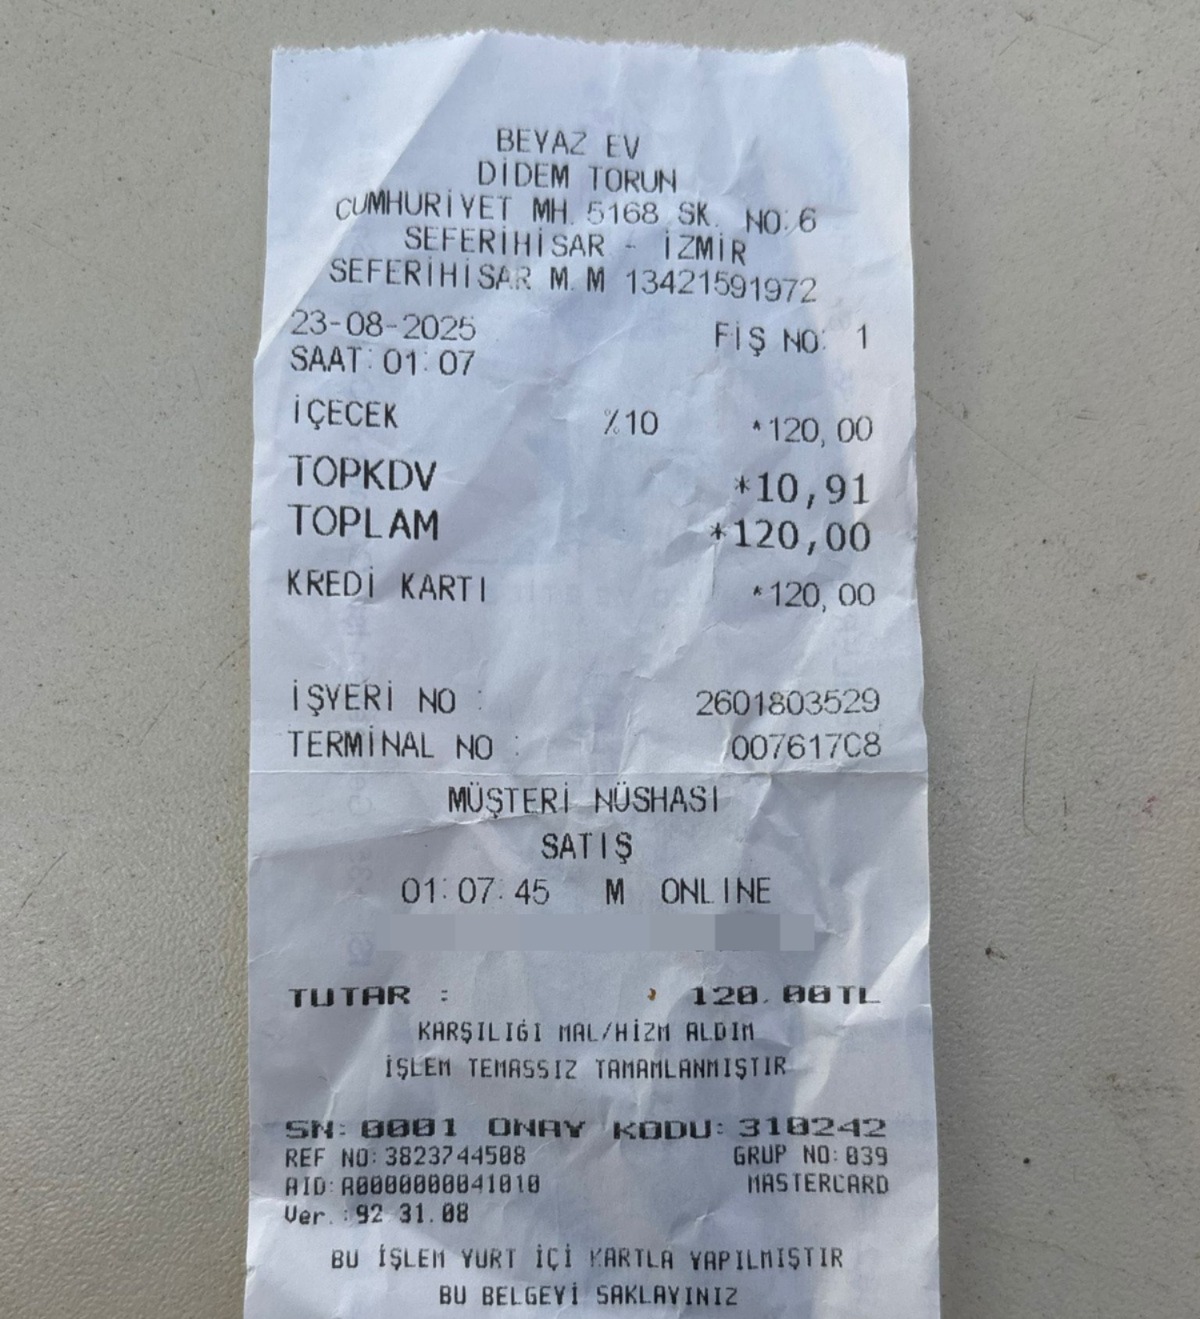 BEYAZ EV
DİDEM TORUN
CUMHURİYET MH. 5168 SK. NO:6
SEFERİHİSAR - İZMİR
SEFERİHİSAR M.M 13421591972
23-08-2025 FİŞ NO: 1
SAAT:01:07
İÇECEK %10 *120,00
TOPKDV *10,91
TOPLAM *120,00
KREDİ KARTI *120,00
İŞYERİ NO : 2601803529
TERMİNAL NO : 007617C8
MÜŞTERİ NÜSHASI
SATIŞ
01:07:45 M ONLINE
TUTAR : 120.00TL
KARŞILIĞI MAL/HİZM ALDIM
İŞLEM TEMASSIZ TAMAMLANMIŞTIR
SN:0001 ONAY KODU:310242
REF NO:3823744508 GRUP NO:039
AID:A0000000041010 MASTERCARD
Ver.:92.31.08
BU İŞLEM YURT İÇİ KARTLA YAPILMIŞTIR
BU BELGEYİ SAKLAYINIZ